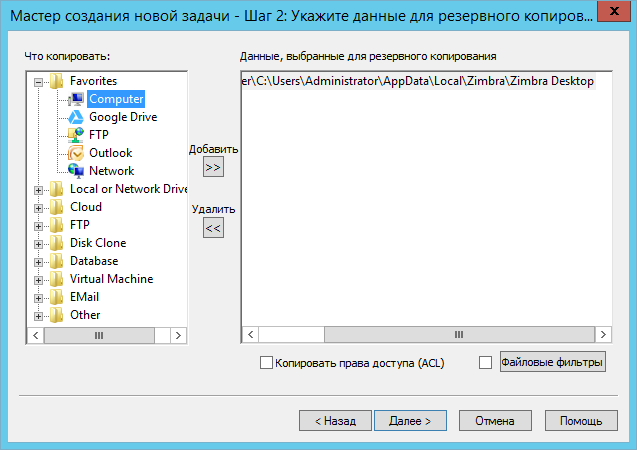 Мастер создания новой задачи - Шаг 2: Укажите данные для резервного копиров...
Что копировать:
Данные, выбранные для резервного копирования
Favorites
Computer
Google Drive
FTP
Outlook
Network
Local or Network Drive
Cloud
FTP
Disk Clone
Database
Virtual Machine
EMail
Other
Добавить
>>
Удалить
<<
er\C:\Users\Administrator\AppData\Local\Zimbra\Zimbra Desktop
Копировать права доступа (ACL)
Файловые фильтры
< Назад
Далее >
Отмена
Помощь